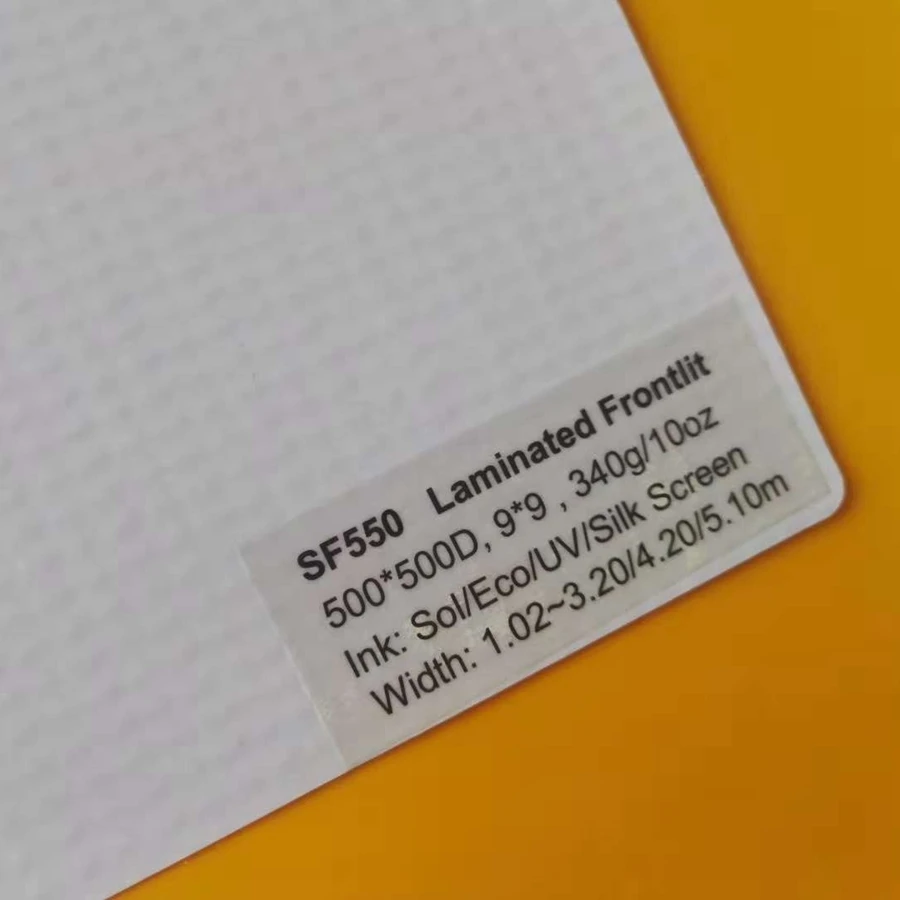 SF550 Laminated Frontlit
500*500D, 9*9 , 340g/10oz
Ink: Sol/Eco/UV/Silk Screen
Width: 1.02~3.20/4.20/5.10m